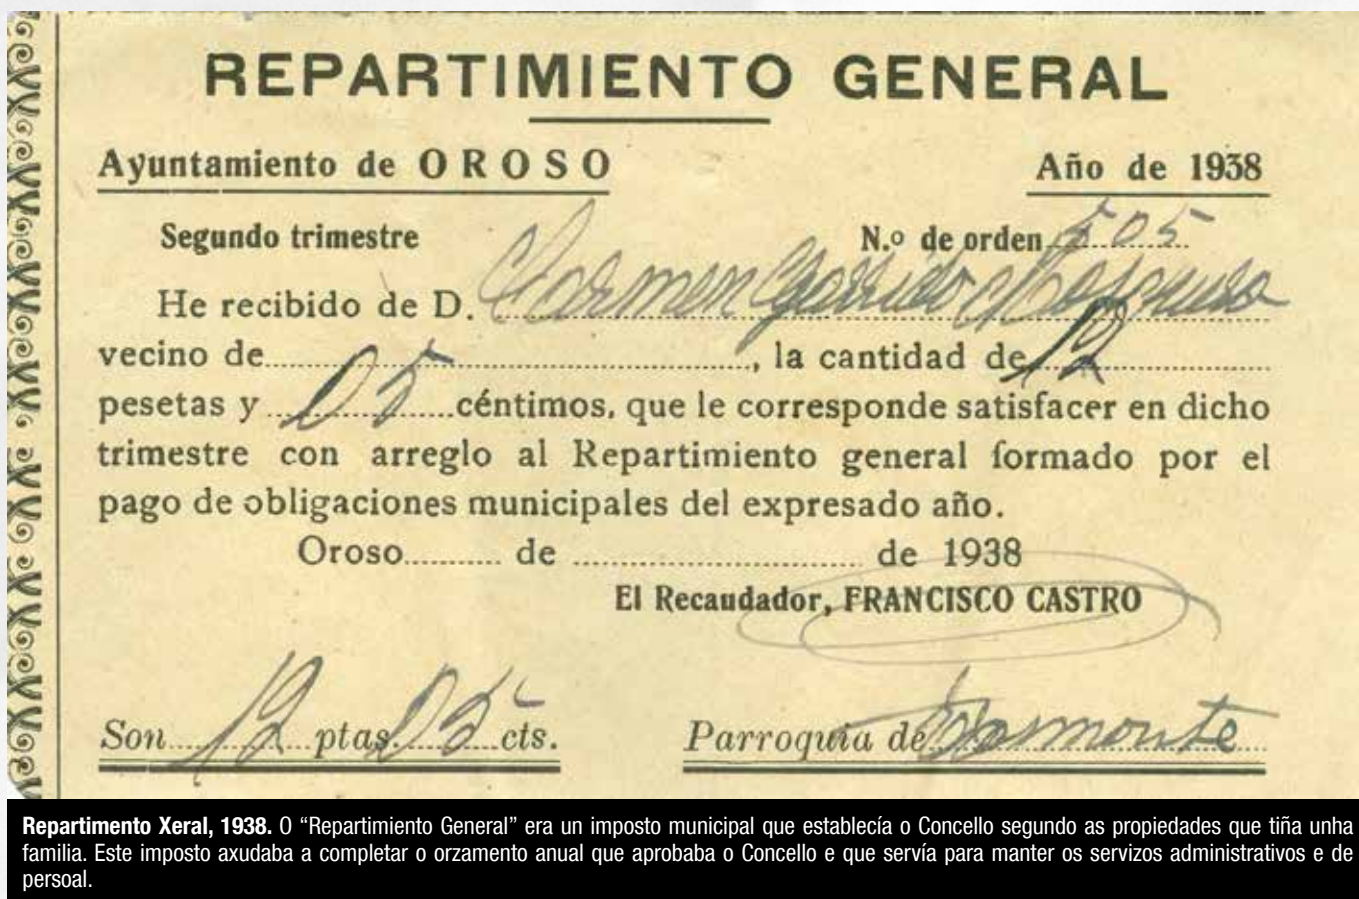 REPARTIMIENTO GENERAL
Ayuntamiento de OROSO Año de 1938
Segundo trimestre N.º de orden 505
He recibido de D. Carmen Garrido Mosquera
vecino de........, la cantidad de 12
pesetas y 05 céntimos, que le corresponde satisfacer en dicho
trimestre con arreglo al Repartimiento general formado por el
pago de obligaciones municipales del expresado año.
Oroso........ de ........ de 1938
El Recaudador, FRANCISCO CASTRO
Son 12 ptas. 05 cts. Parroquia de
Repartimento Xeral, 1938. O “Repartimiento General” era un imposto municipal que establecía o Concello segundo as propiedades que tiña unha
familia. Este imposto axudaba a completar o orzamento anual que aprobaba o Concello e que servía para manter os servizos administrativos e de
persoal.